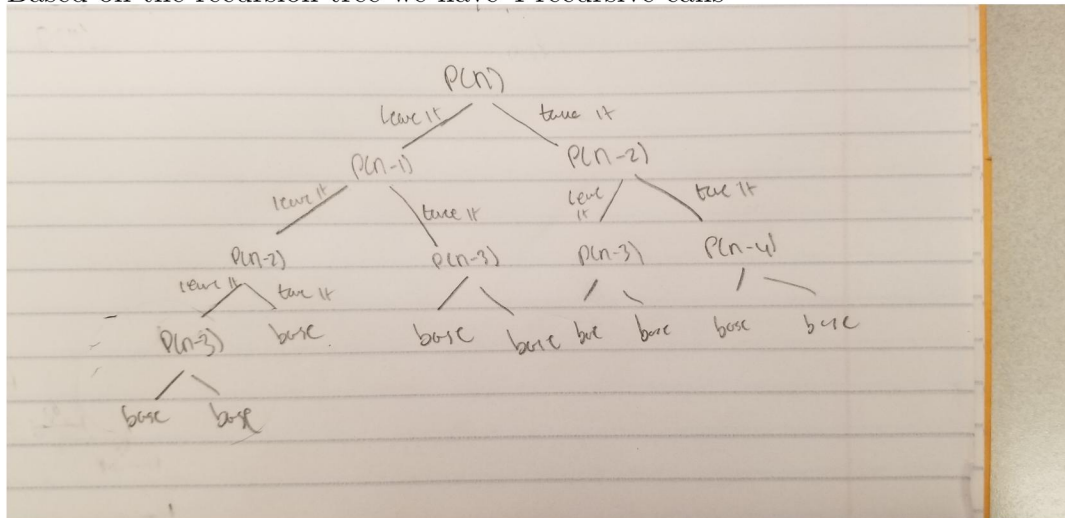 Based on the recursion tree we have 4 recursive calls
P(n)
leave it take it
P(n-1) P(n-2)
leave it take it leave it take it
P(n-2) P(n-3) P(n-3) P(n-4)
leave it take it
P(n-3) base base base base base base base
base base